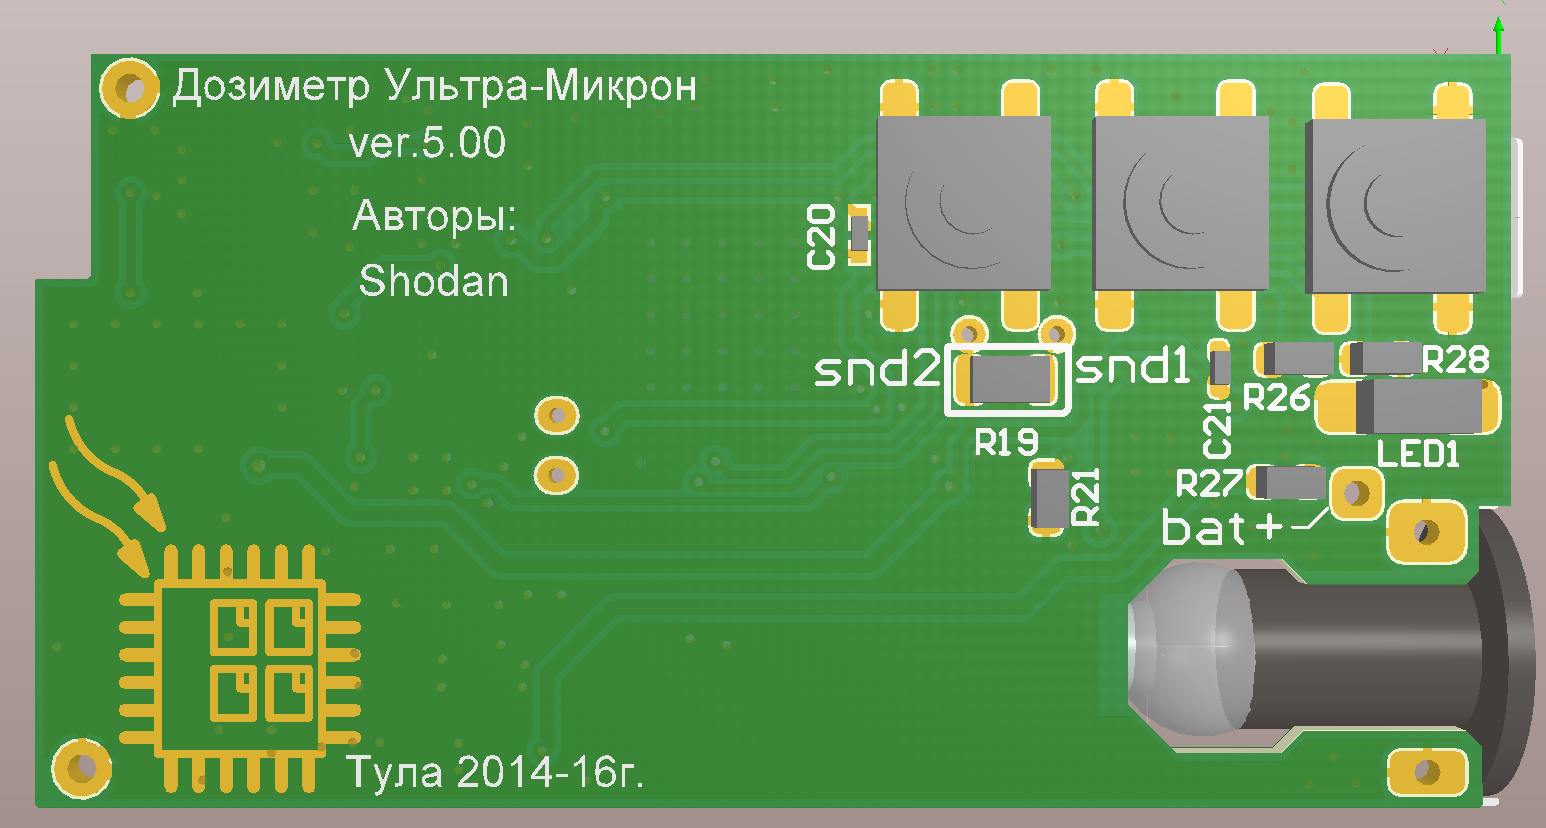 Дозиметр Ультра-Микрон
ver.5.00
Авторы:
Shodan
C20
snd2
snd1
R19
R21
C21
R26
R28
LED1
R27
bat+
Тула 2014-16г.